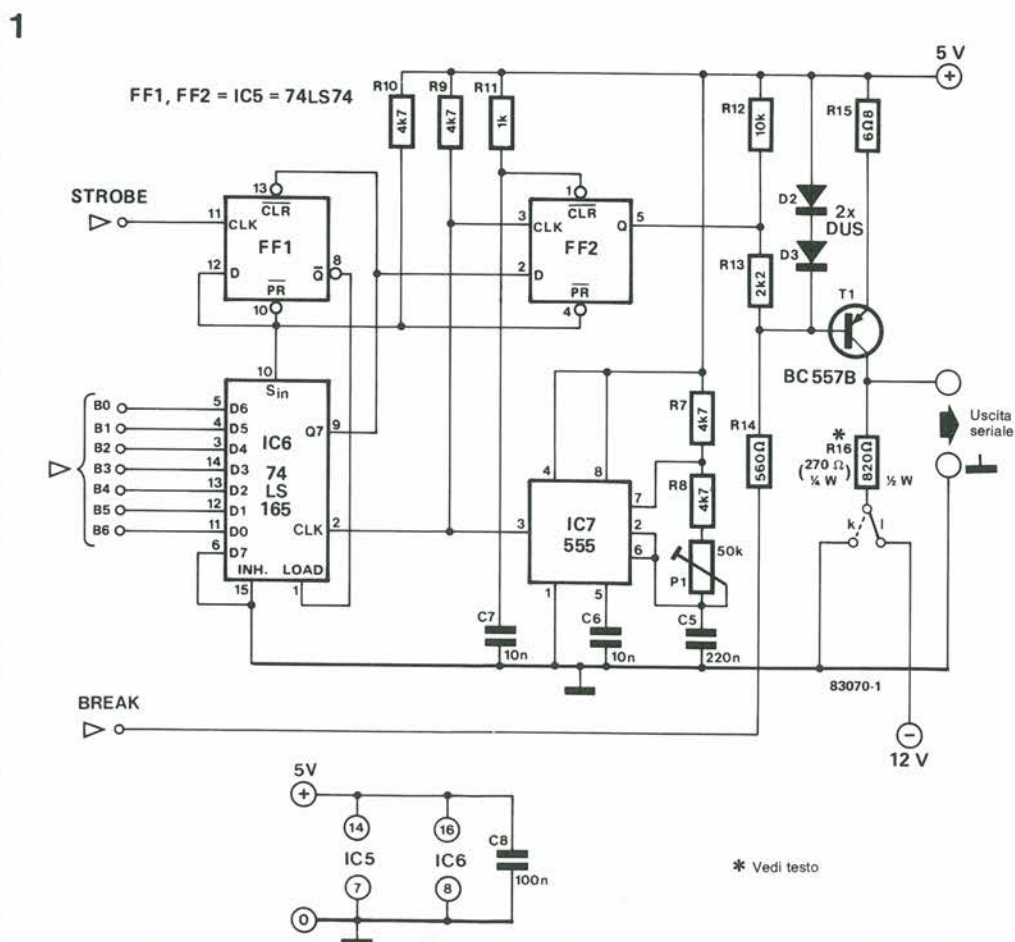 1
5 V
+
FF1, FF2 = IC5 = 74LS74
R10
4k7
R9
4k7
R11
1k
R12
10k
R15
6Ω8
STROBE
13
CLR
11
CLK
FF1
12
D
Q
8
PR
10
1
CLR
3
CLK
FF2
Q
5
2
D
PR
4
D2
2x
DUS
D3
R13
2k2
T1
BC 557B
10
Sin
B0
5
D6
B1
4
D5
B2
3
D4
B3
14
D3
B4
13
D2
B5
12
D1
B6
11
D0
6
D7
IC6
74
LS
165
Q7
9
CLK
2
INH.
LOAD
15
1
4
8
3
IC7
555
7
2
6
1
5
R7
4k7
R8
4k7
50k
P1
R14
560Ω
*
R16
(270 Ω
¼ W)
820Ω
½ W
Uscita
seriale
k
l
C7
10n
C6
10n
C5
220n
83070-1
BREAK
–
12 V
5V
+
14
IC5
7
16
IC6
8
C8
100n
0
* Vedi testo